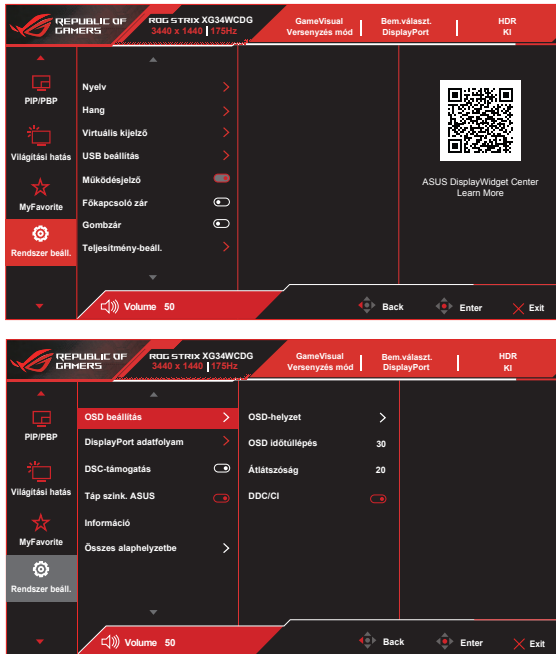 REPUBLIC OF
GAMERS
ROG STRIX XG34WCDG
3440 x 1440 175Hz
GameVisual
Versenyzés mód
Bem.választ.
DisplayPort
HDR
KI
PIP/PBP
Világítási hatás
MyFavorite
Rendszer beáll.
Nyelv
Hang
Virtuális kijelző
USB beállítás
Működésjelző
Főkapcsoló zár
Gombzár
Teljesítmény-beáll.
ASUS DisplayWidget Center
Learn More
Volume 50
Back
Enter
Exit
REPUBLIC OF
GAMERS
ROG STRIX XG34WCDG
3440 x 1440 175Hz
GameVisual
Versenyzés mód
Bem.választ.
DisplayPort
HDR
KI
PIP/PBP
Világítási hatás
MyFavorite
Rendszer beáll.
OSD beállítás
DisplayPort adatfolyam
DSC-támogatás
Táp szink. ASUS
Információ
Összes alaphelyzetbe
OSD-helyzet
OSD időtúllépés 30
Átlátszóság 20
DDC/CI
Volume 50
Back
Enter
Exit